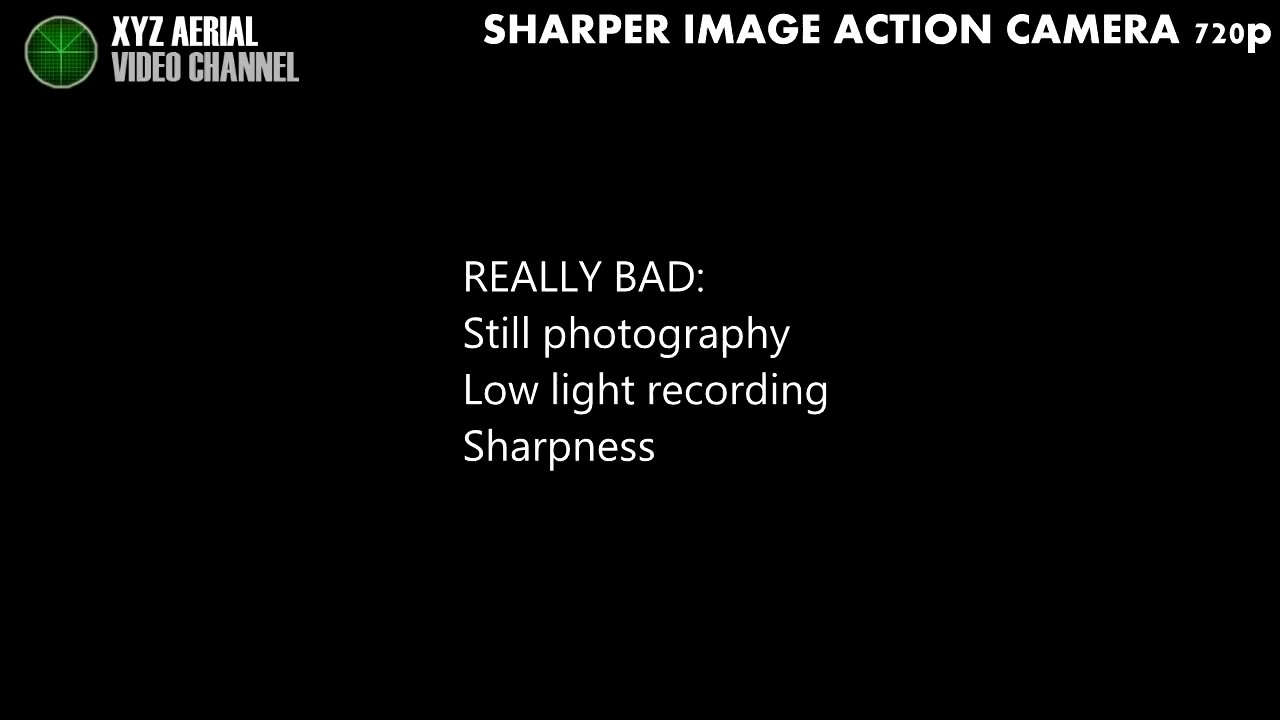 XYZ AERIAL
VIDEO CHANNEL
SHARPER IMAGE ACTION CAMERA 720p
REALLY BAD:
Still photography
Low light recording
Sharpness